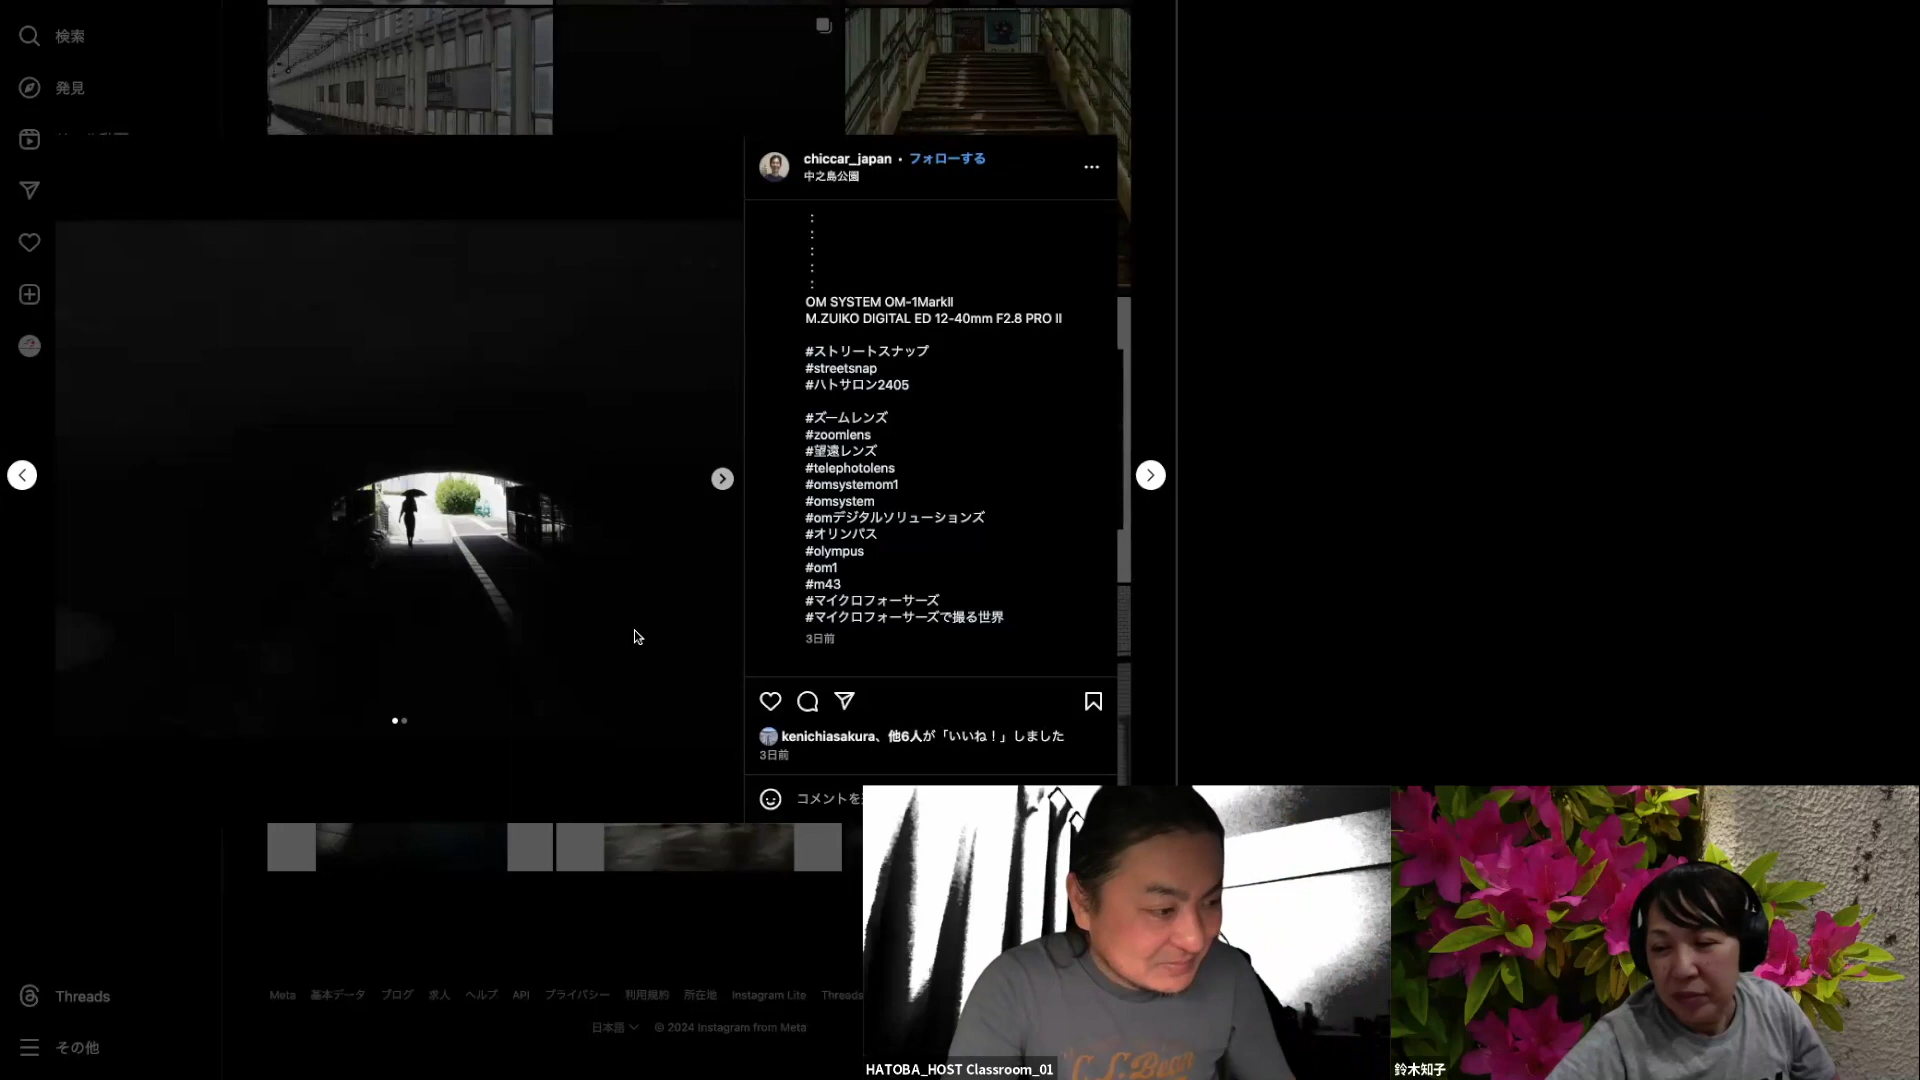 検索
発見
chiccar_japan • フォローする
中之島公園
:
:
:
:
:
OM SYSTEM OM-1MarkII
M.ZUIKO DIGITAL ED 12-40mm F2.8 PRO II
#ストリートスナップ
#streetsnap
#ハトサロン2405
#ズームレンズ
#zoomlens
#望遠レンズ
#telephotolens
#omsystemom1
#omsystem
#omデジタルソリューションズ
#オリンパス
#olympus
#om1
#m43
#マイクロフォーサーズ
#マイクロフォーサーズで撮る世界
3日前
kenichiasakura、他6人が「いいね！」しました
3日前
コメントを
Threads
その他
Meta 基本データ ブログ 求人 ヘルプ API プライバシー 利用規約 所在地 Instagram Lite Threads
日本語 © 2024 Instagram from Meta
HATOBA_HOST Classroom_01
鈴木知子